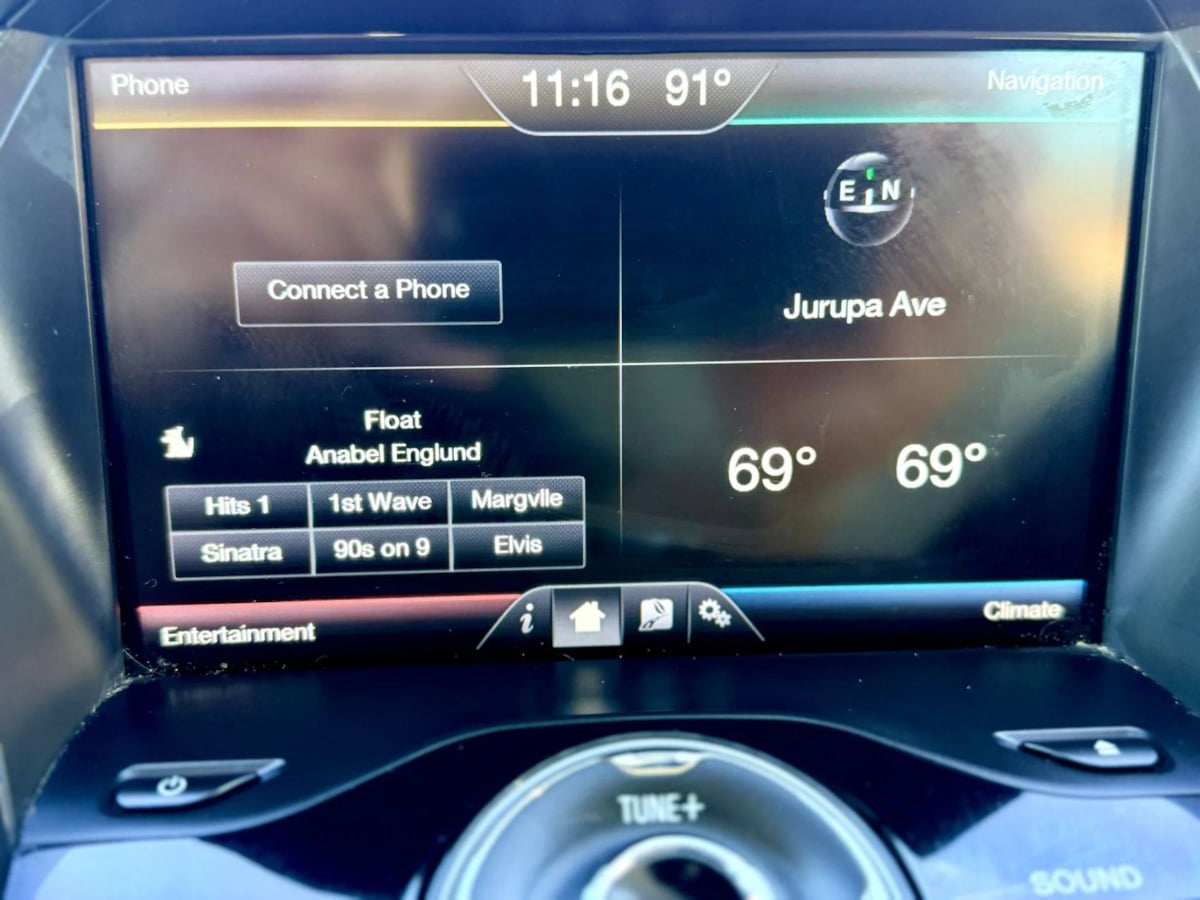 Phone
11:16 91°
Navigation
E N
Connect a Phone
Jurupa Ave
Float
Anabel Englund
69° 69°
Hits 1 1st Wave Margvlle
Sinatra 90s on 9 Elvis
Entertainment
i
Climate
TUNE+
SOUND